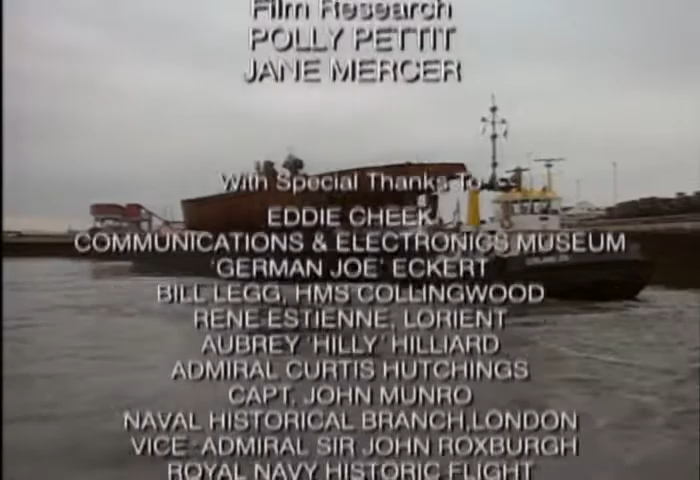 Film Research
POLLY PETTIT
JANE MERCER
With Special Thanks To
EDDIE CHEEK
COMMUNICATIONS & ELECTRONICS MUSEUM
'GERMAN JOE' ECKERT
BILL LEGG, HMS COLLINGWOOD
RENE ESTIENNE, LORIENT
AUBREY 'HILLY' HILLIARD
ADMIRAL CURTIS HUTCHINGS
CAPT. JOHN MUNRO
NAVAL HISTORICAL BRANCH,LONDON
VICE-ADMIRAL SIR JOHN ROXBURGH
ROYAL NAVY HISTORIC FLIGHT